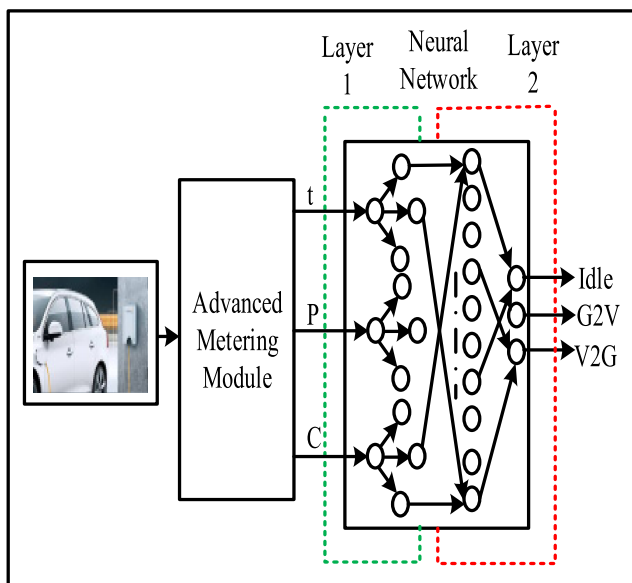 Layer
1
Neural
Network
Layer
2
t
P
C
Advanced
Metering
Module
Idle
G2V
V2G